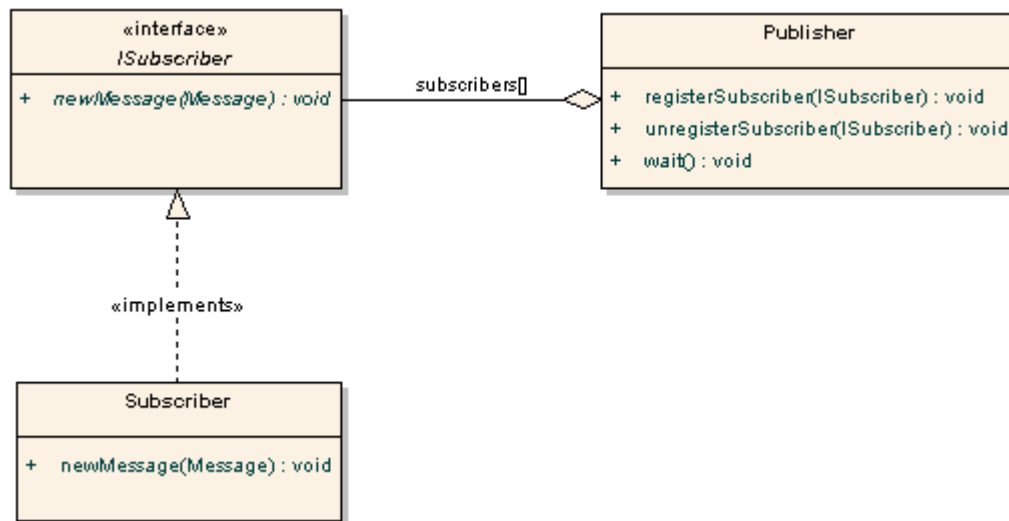 «interface»
ISubscriber
+ newMessage(Message) : void
subscribers[]
Publisher
+ registerSubscriber(ISubscriber) : void
+ unregisterSubscriber(ISubscriber) : void
+ wait() : void
«implements»
Subscriber
+ newMessage(Message) : void